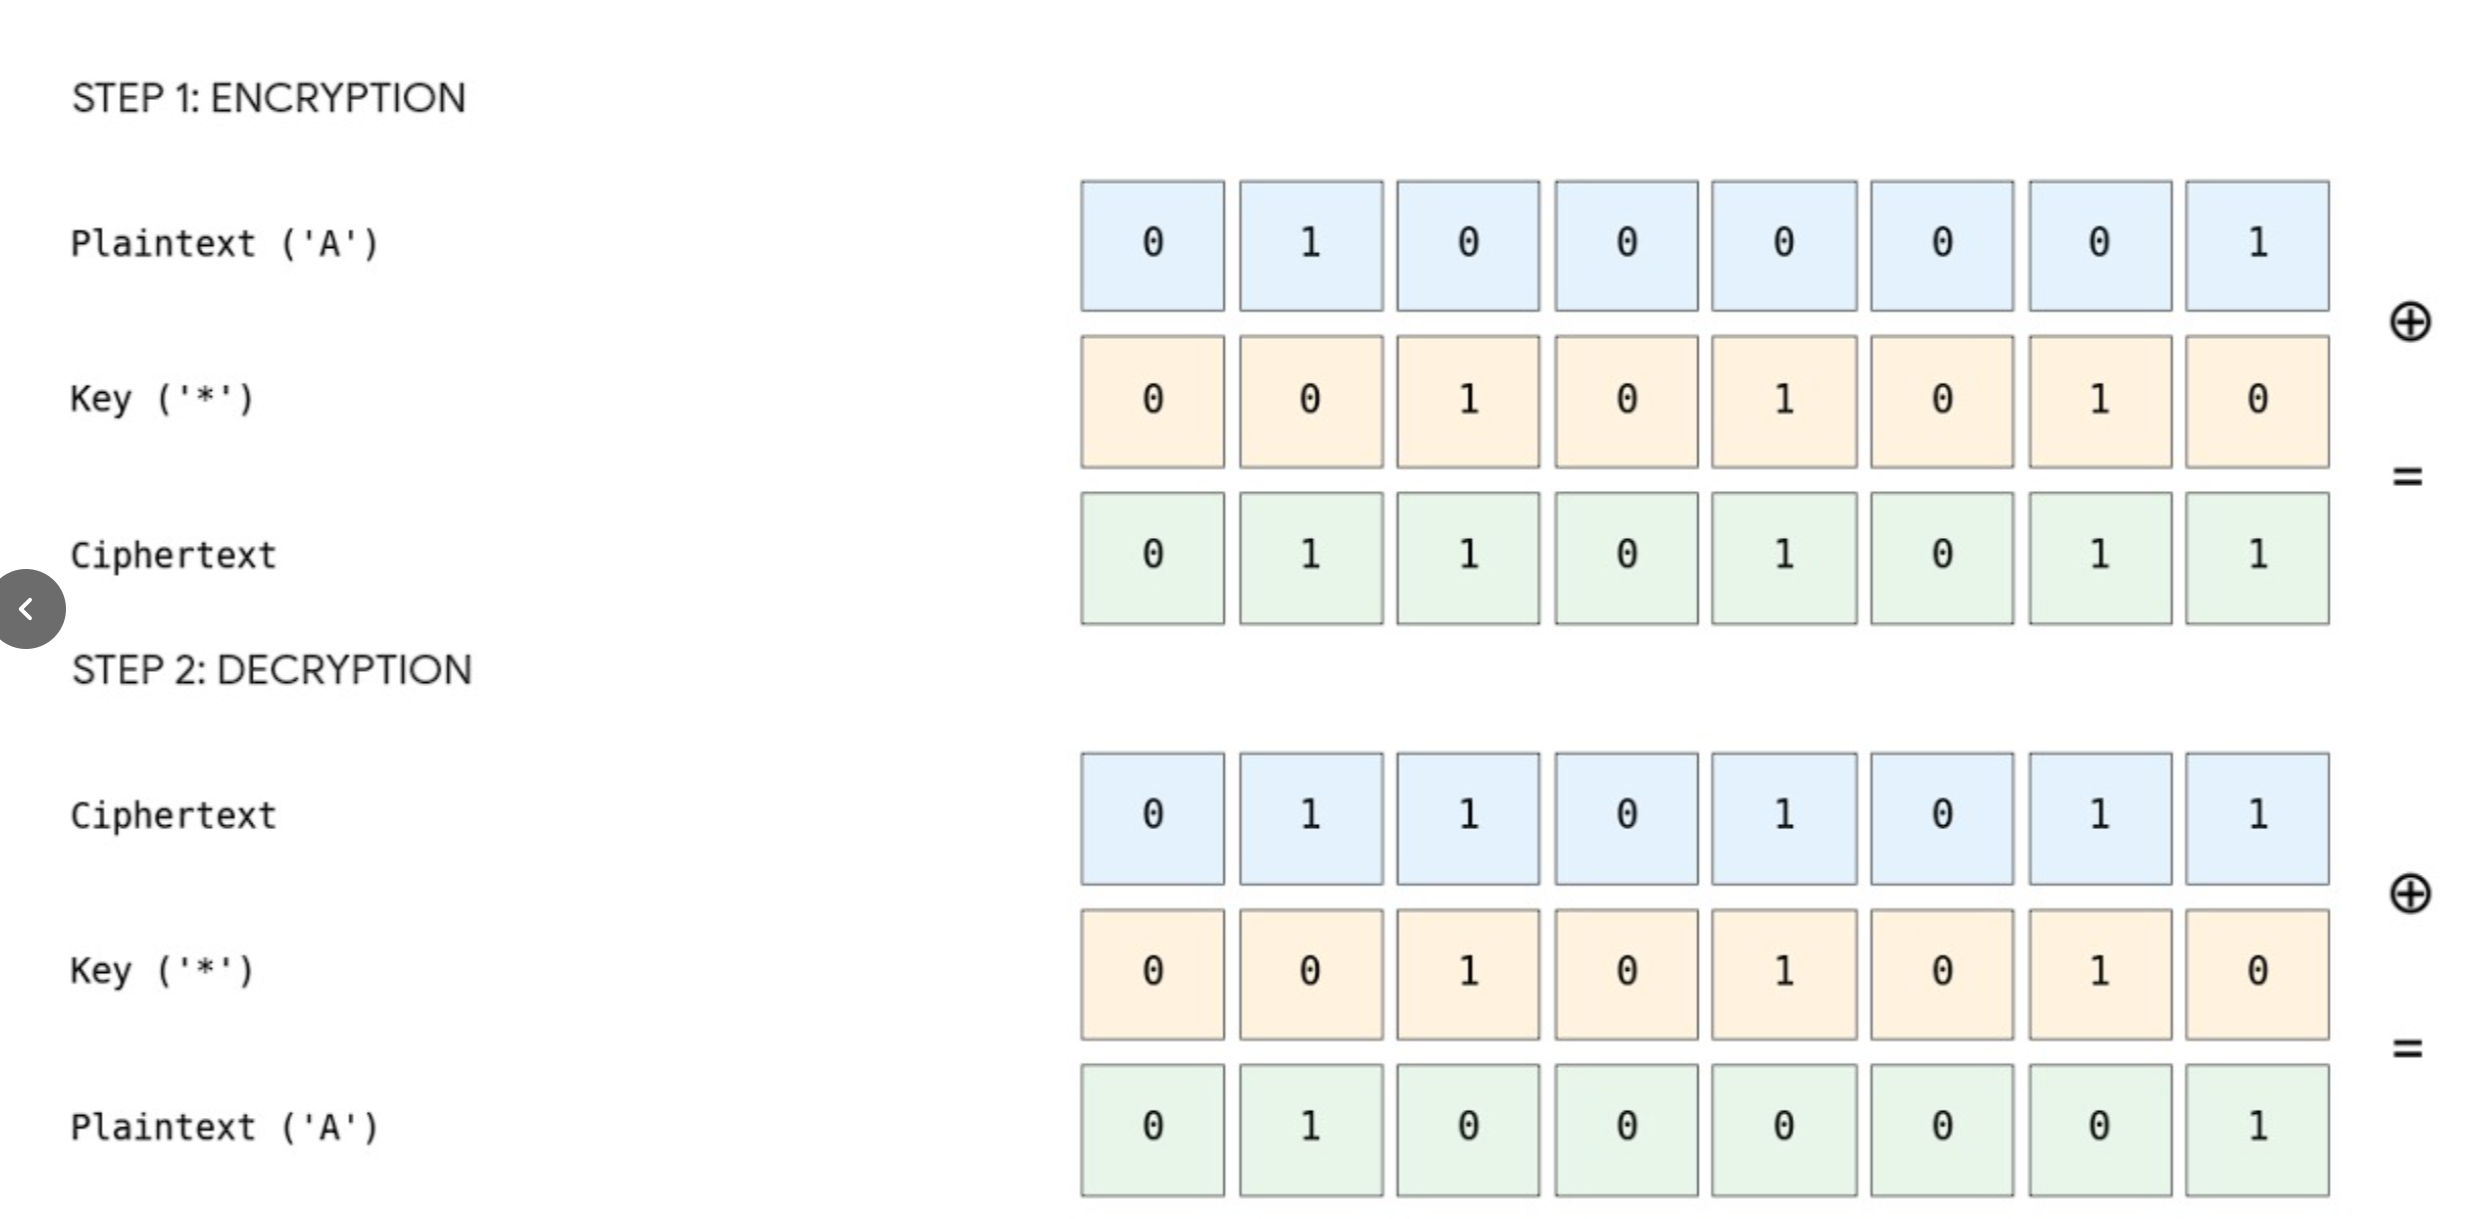 STEP 1: ENCRYPTION
Plaintext ('A') 0 1 0 0 0 0 0 1
⊕
Key ('*') 0 0 1 0 1 0 1 0
=
Ciphertext 0 1 1 0 1 0 1 1
STEP 2: DECRYPTION
Ciphertext 0 1 1 0 1 0 1 1
⊕
Key ('*') 0 0 1 0 1 0 1 0
=
Plaintext ('A') 0 1 0 0 0 0 0 1